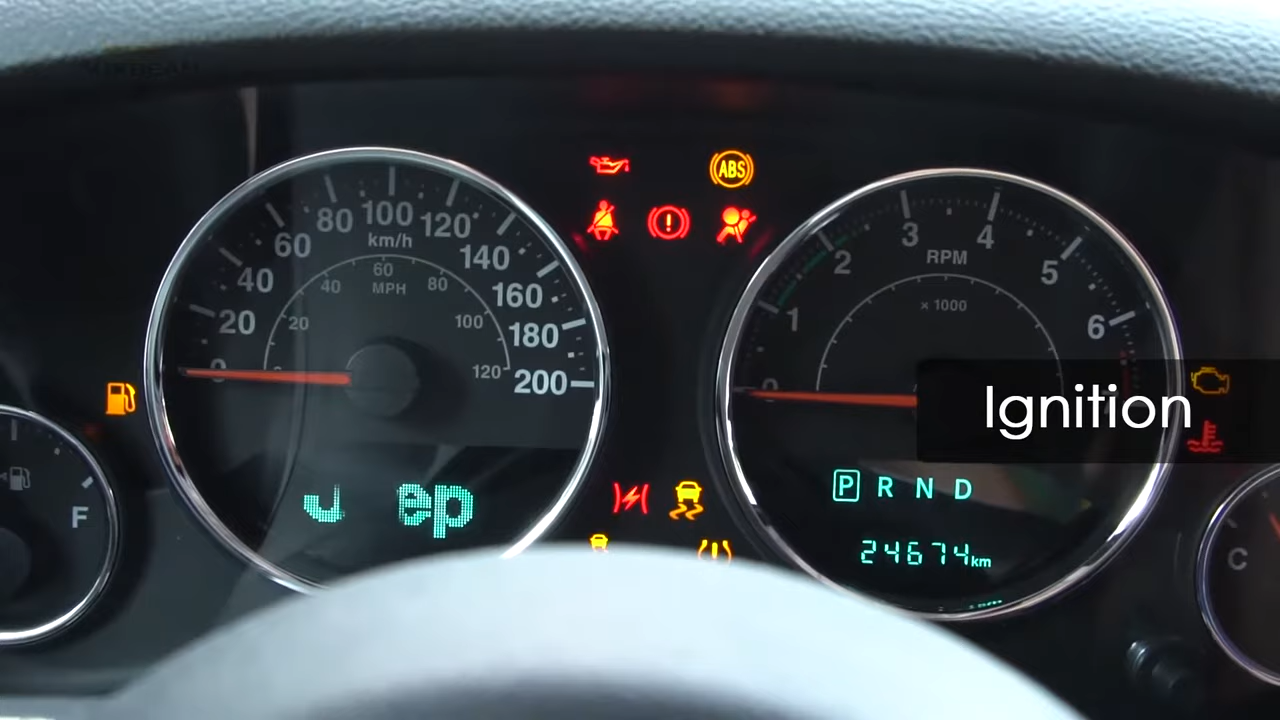 ABS
80 100 120
km/h
60 140
40 160
20 180
0 200
60
40 80
MPH
20 100
0 120
J ep
3 4
2 5
1 6
0
RPM
x 1000
Ignition
P R N D
24674km
F
C